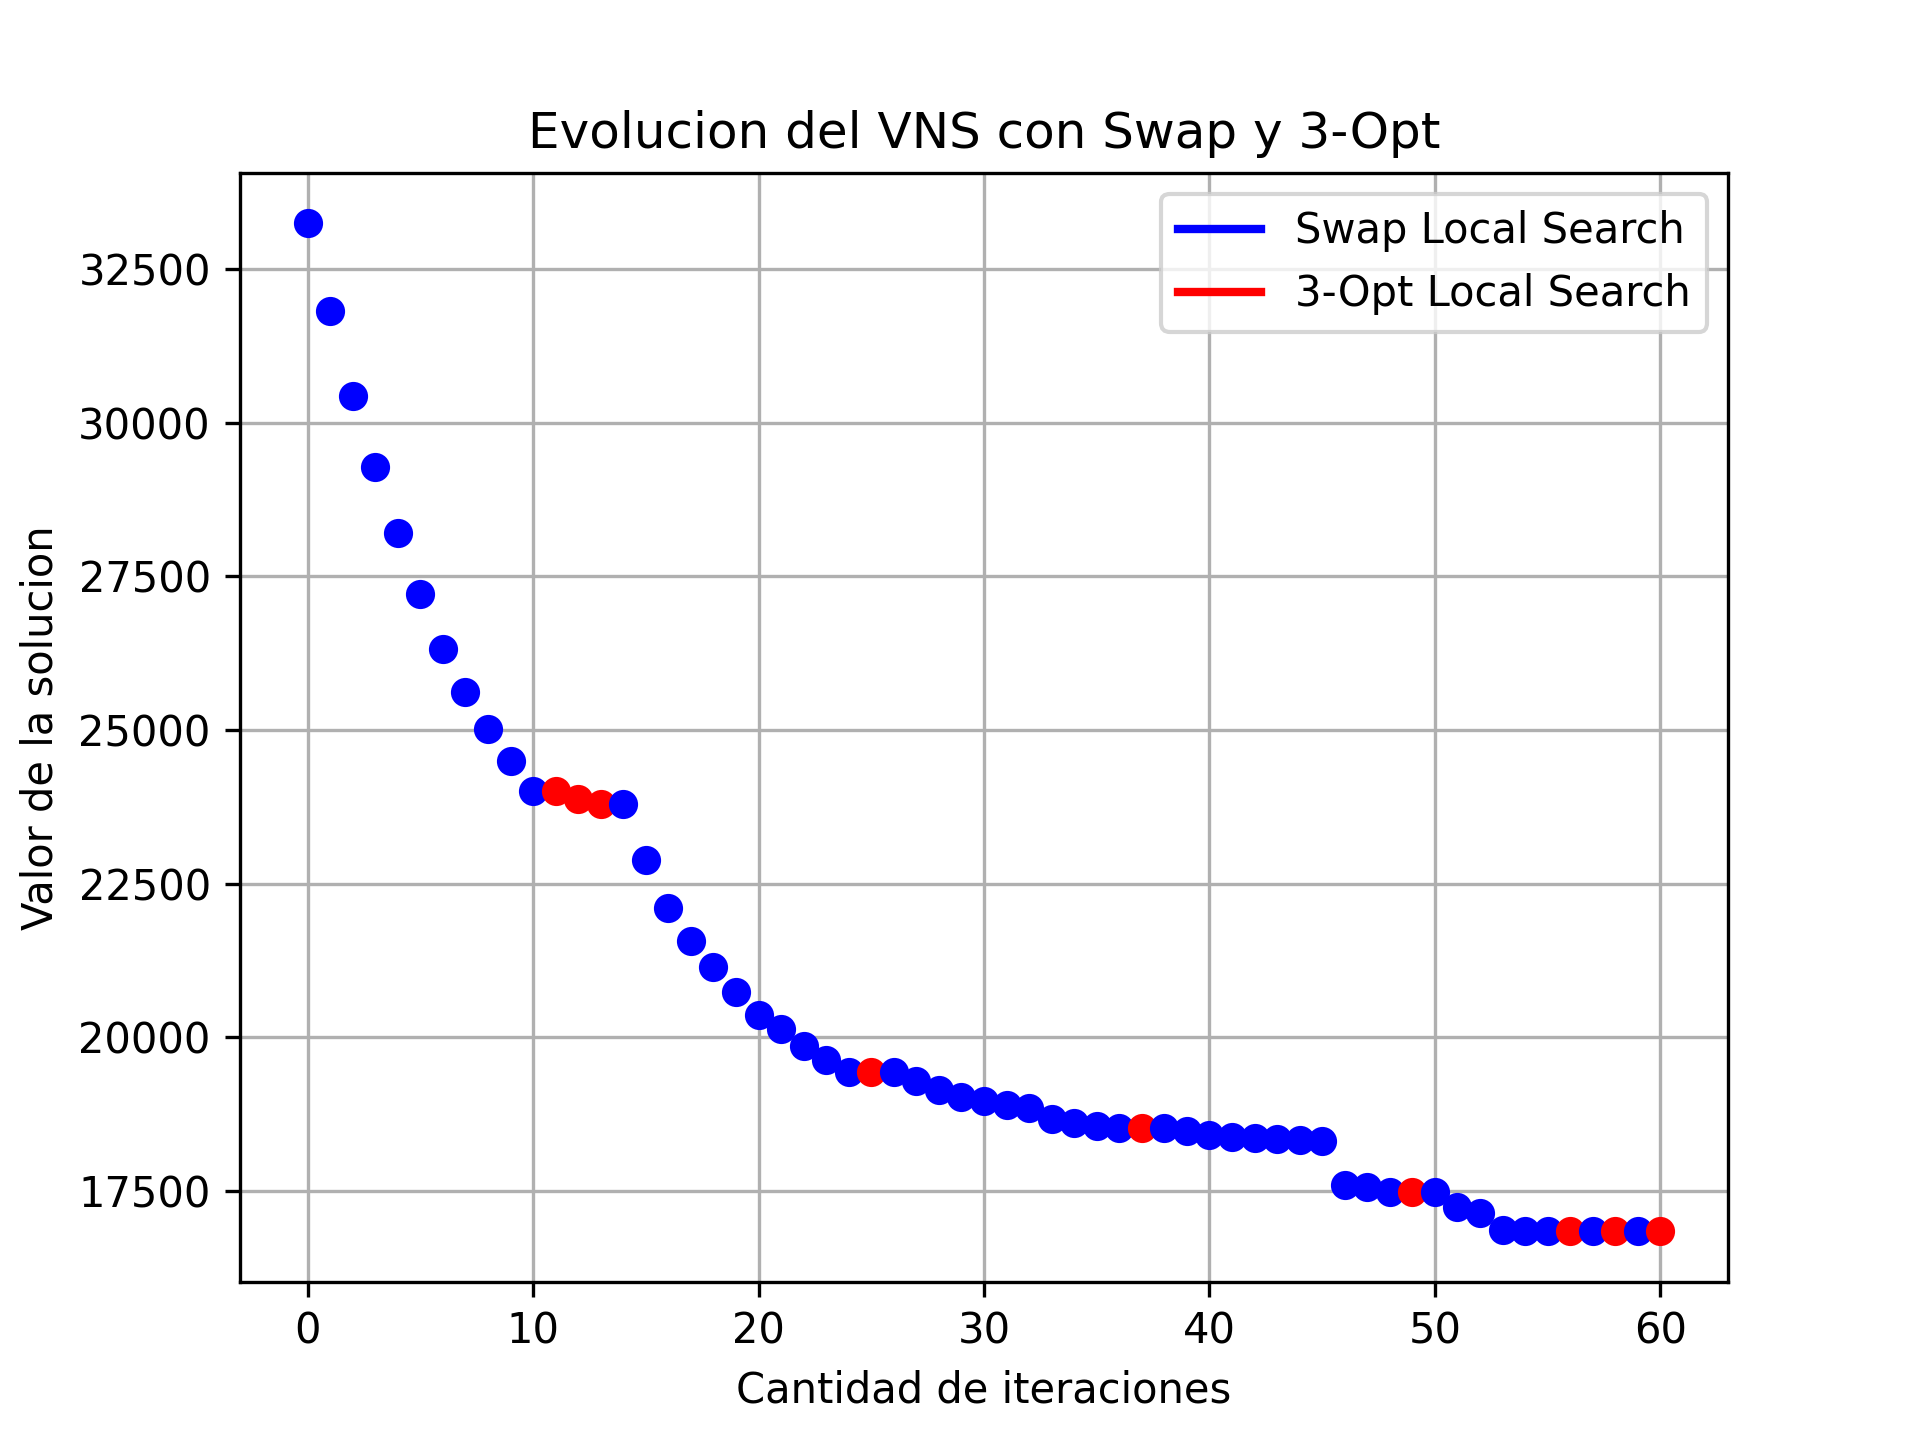 Evolucion del VNS con Swap y 3-Opt
Swap Local Search
3-Opt Local Search
Valor de la solucion
32500
30000
27500
25000
22500
20000
17500
0 10 20 30 40 50 60
Cantidad de iteraciones